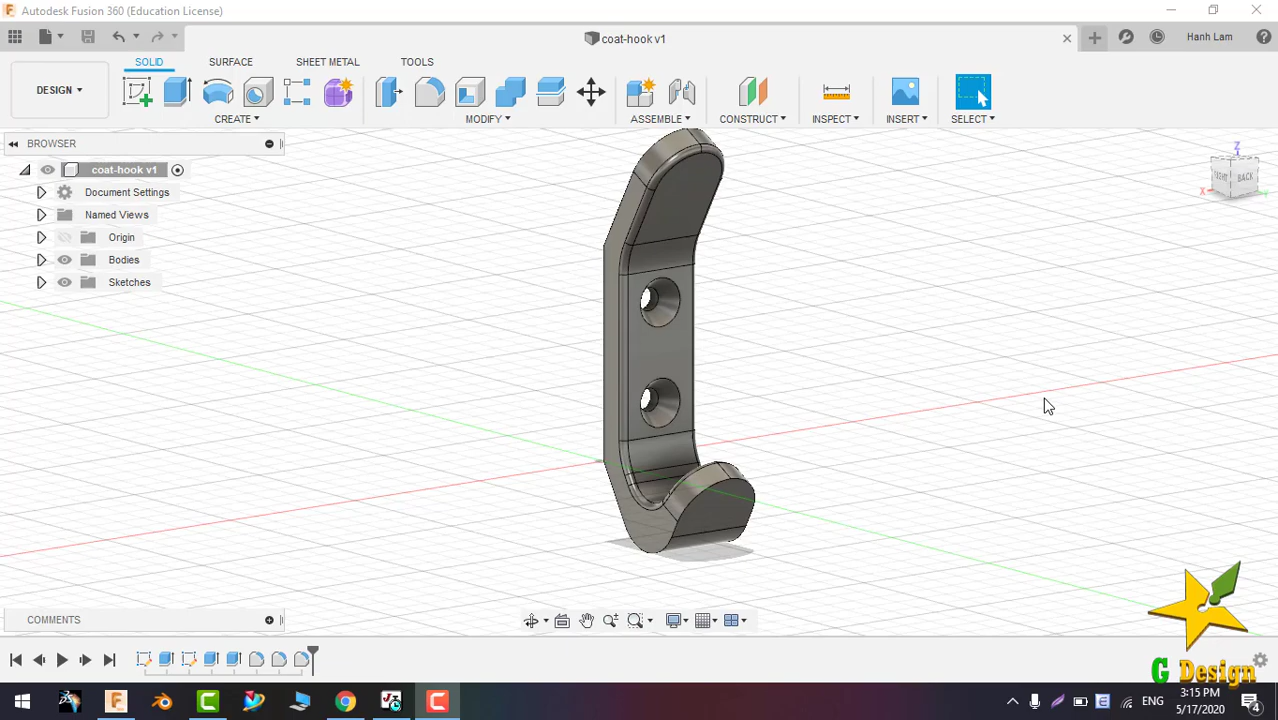 Autodesk Fusion 360 (Education License)
coat-hook v1
Hanh Lam
DESIGN
SOLID
SURFACE
SHEET METAL
TOOLS
CREATE
MODIFY
ASSEMBLE
CONSTRUCT
INSPECT
INSERT
SELECT
BROWSER
coat-hook v1
Document Settings
Named Views
Origin
Bodies
Sketches
Z
RIGHT
BACK
X
Y
COMMENTS
G Design
ENG
3:15 PM
5/17/2020
4